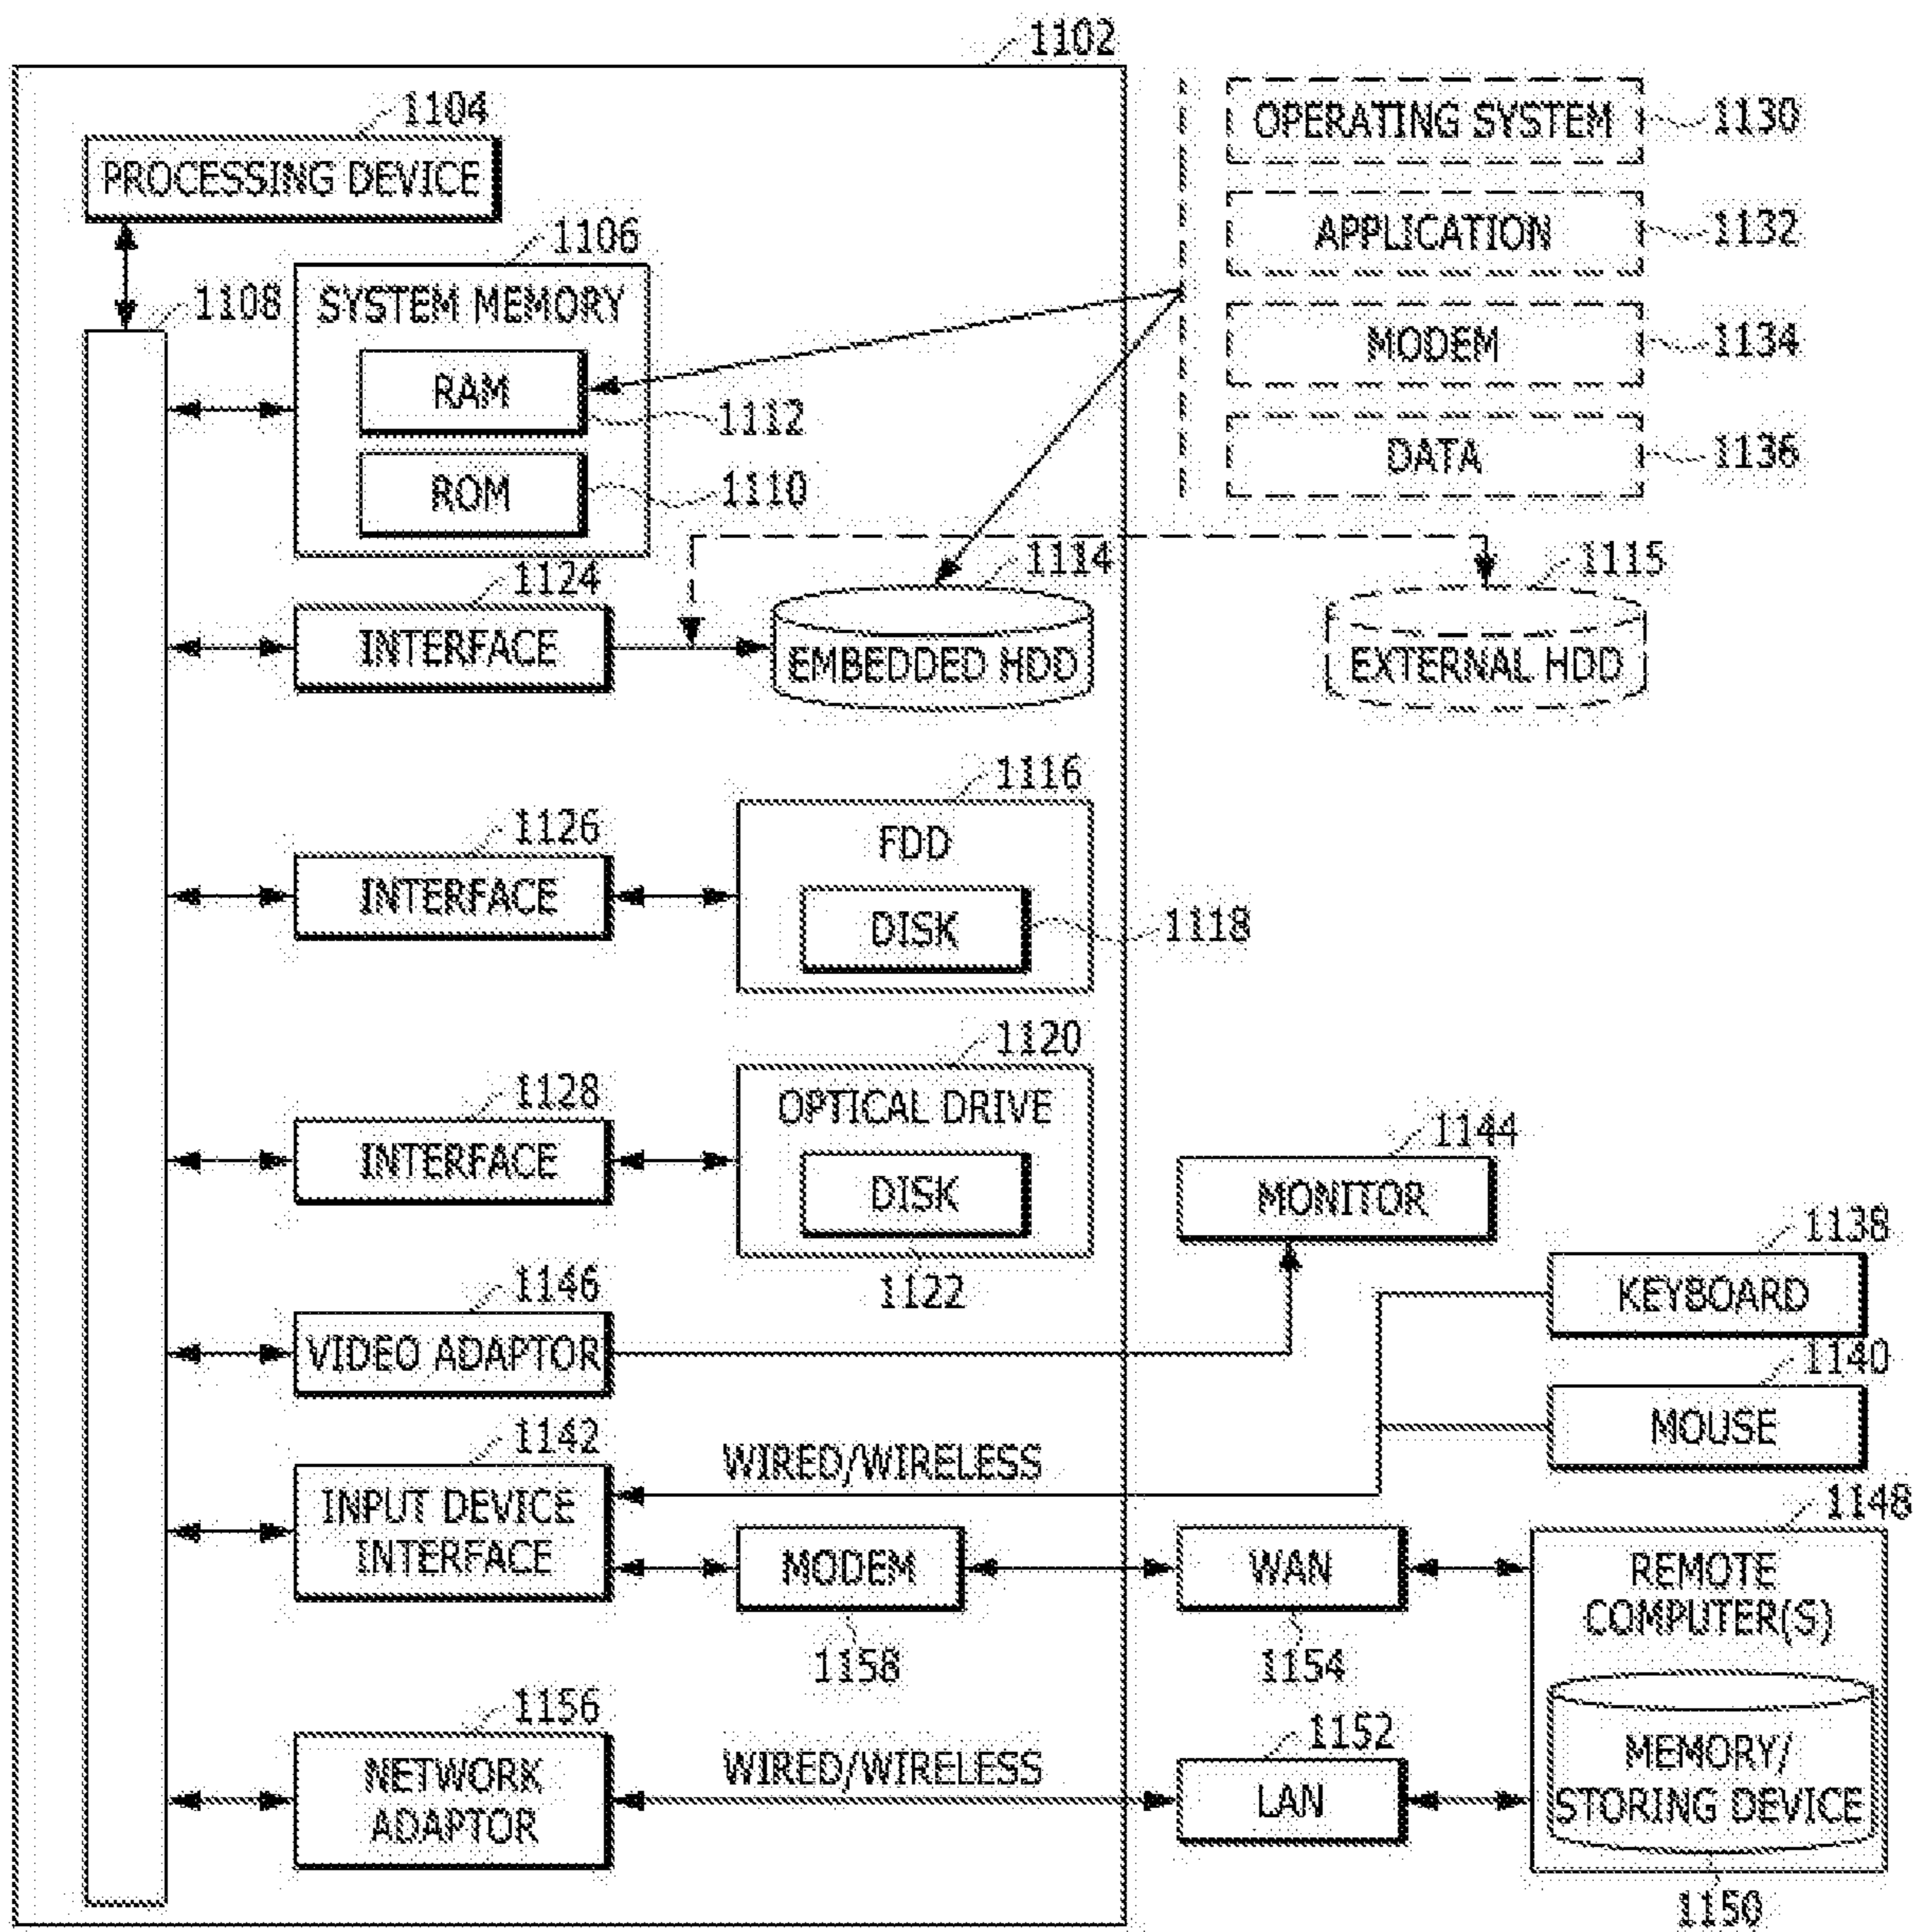 1102
1104
PROCESSING DEVICE
1106
SYSTEM MEMORY
1108
RAM
1112
ROM
1110
OPERATING SYSTEM
1130
APPLICATION
1132
MODEM
1134
DATA
1136
1124
INTERFACE
1114
EMBEDDED HDD
1115
EXTERNAL HDD
1126
INTERFACE
1116
FDD
DISK
1118
1128
INTERFACE
1120
OPTICAL DRIVE
DISK
1122
1144
MONITOR
1138
KEYBOARD
1140
MOUSE
1146
VIDEO ADAPTOR
1142
INPUT DEVICE
INTERFACE
WIRED/WIRELESS
MODEM
1158
WAN
1154
1148
REMOTE
COMPUTER(S)
MEMORY/
STORING DEVICE
1150
1156
NETWORK
ADAPTOR
WIRED/WIRELESS
1152
LAN